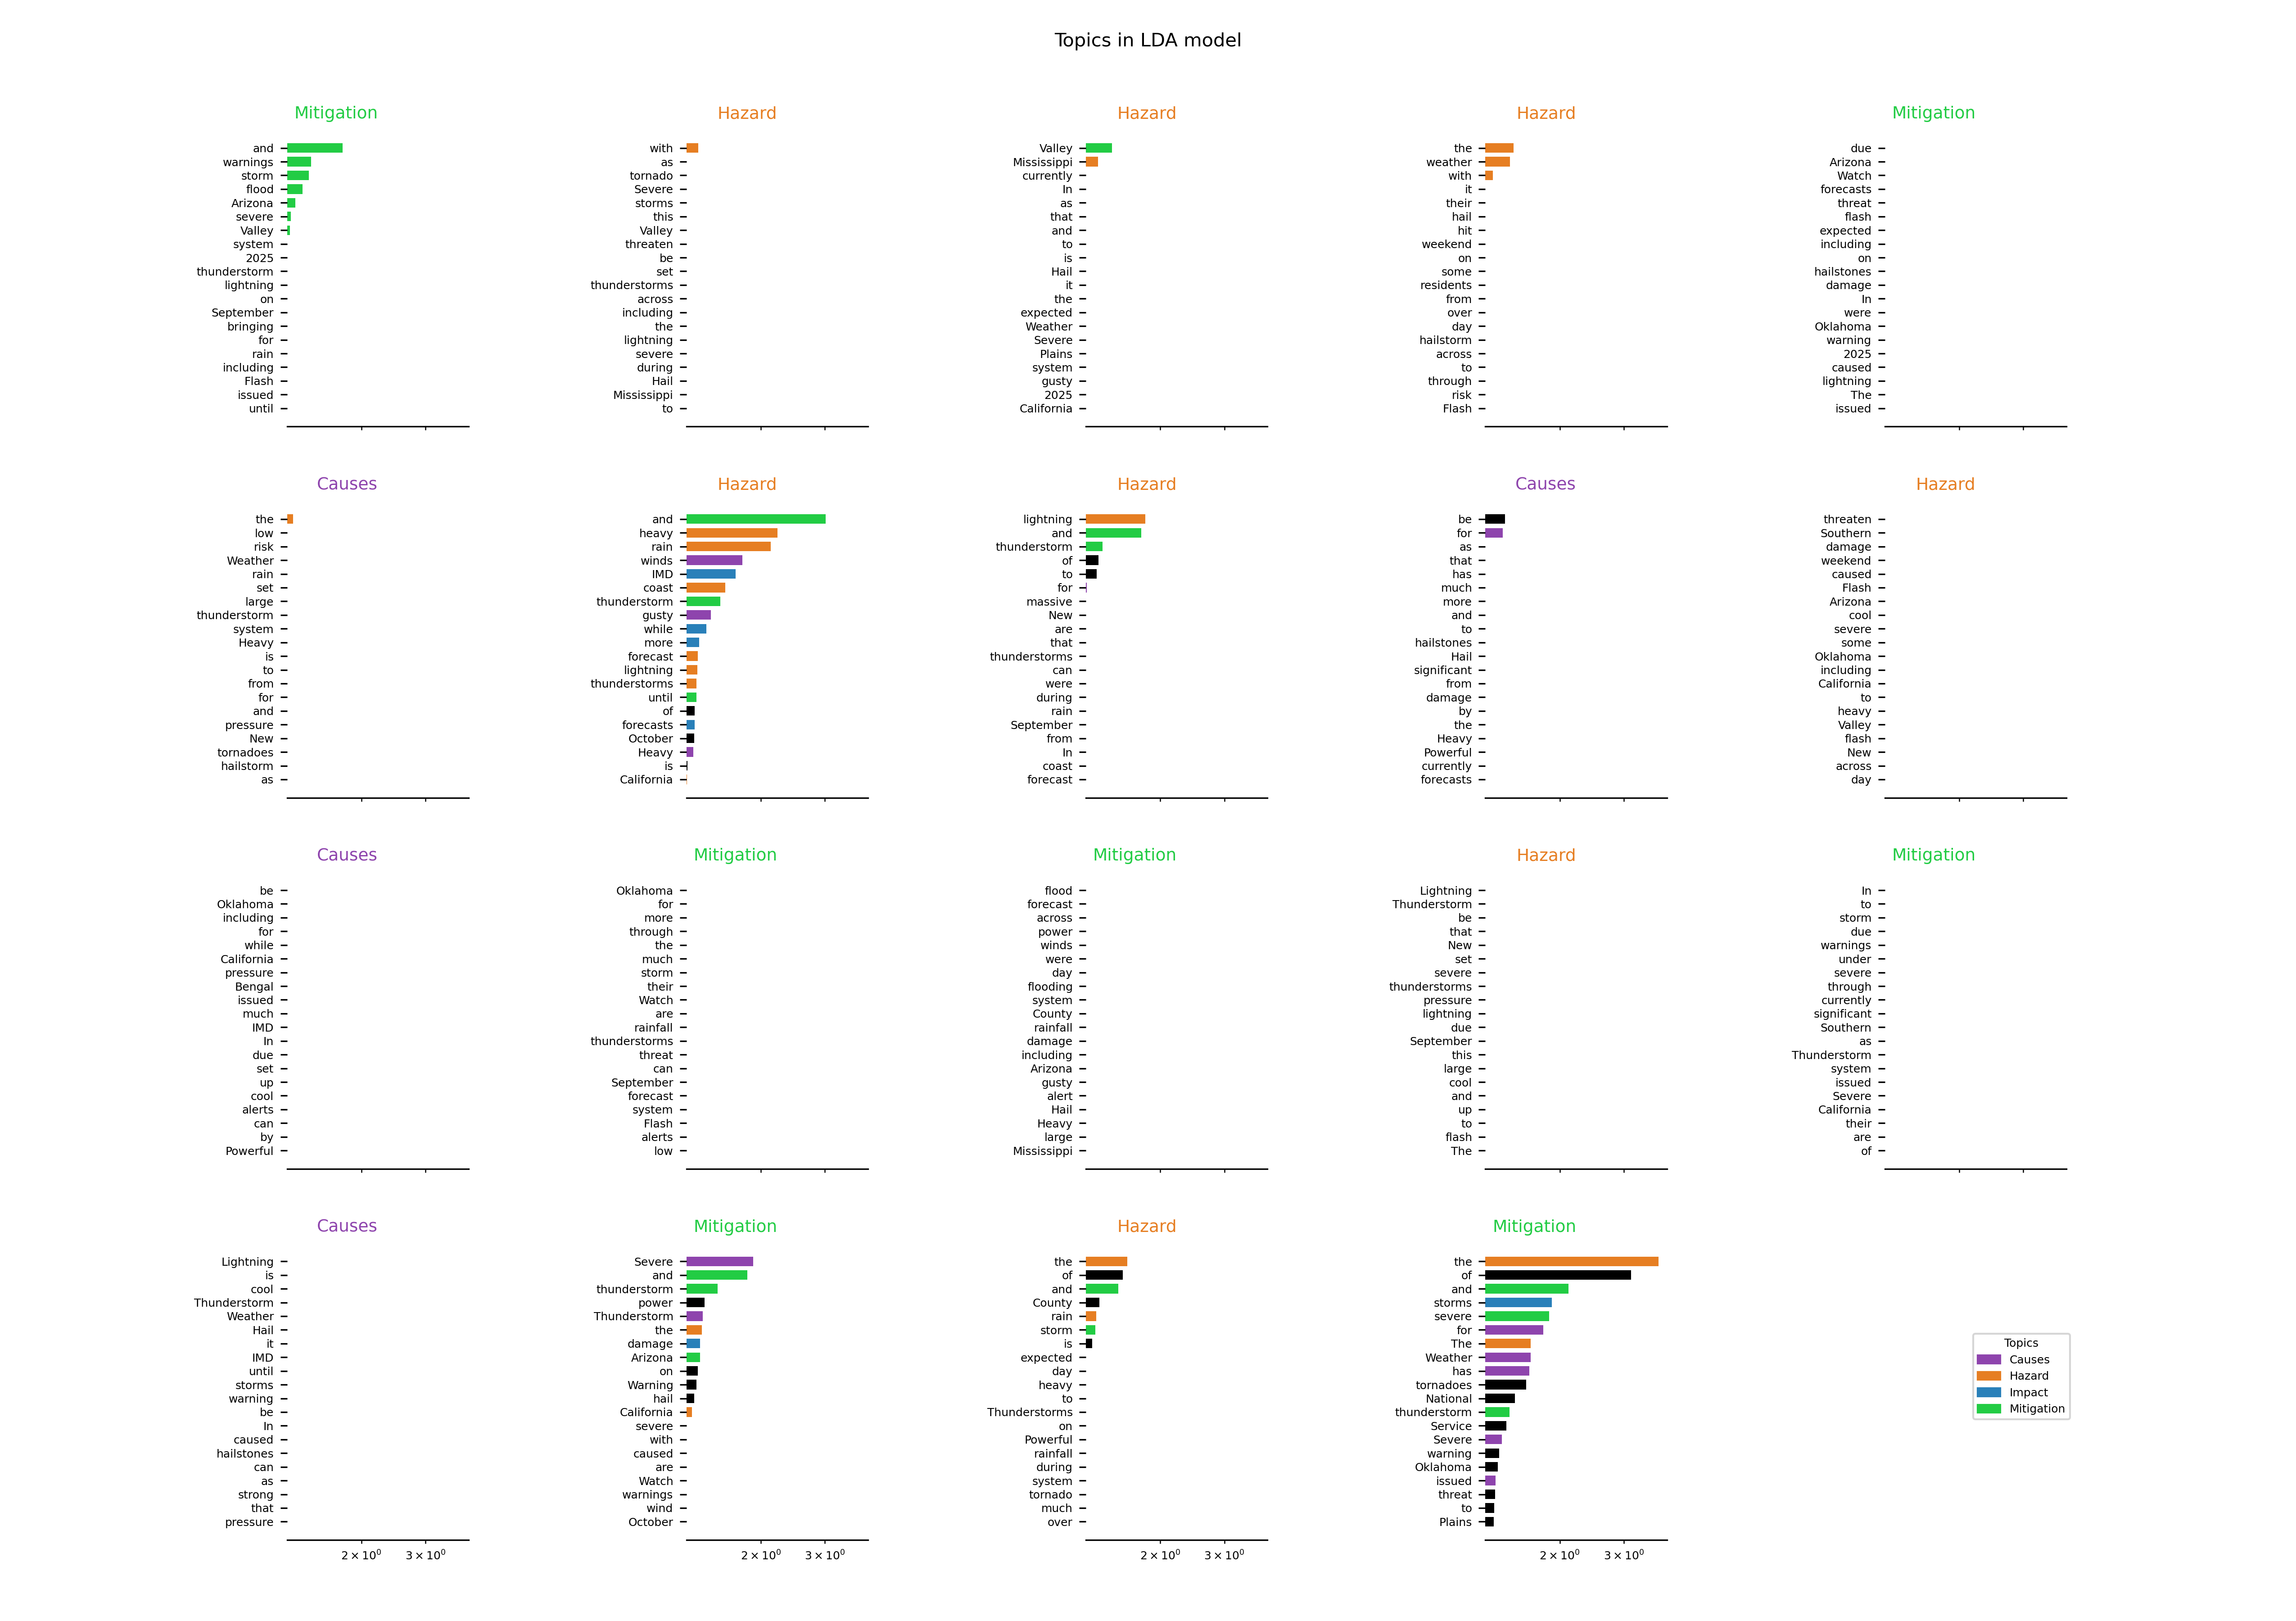 Topics in LDA model
Mitigation
and
warnings
storm
flood
Arizona
severe
Valley
system
2025
thunderstorm
lightning
on
September
bringing
for
rain
including
Flash
issued
until
Hazard
with
as
tornado
Severe
storms
this
Valley
threaten
be
set
thunderstorms
across
including
the
lightning
severe
during
Hail
Mississippi
to
Hazard
Valley
Mississippi
currently
In
as
that
and
to
is
Hail
it
the
expected
Weather
Severe
Plains
system
gusty
2025
California
Hazard
the
weather
with
it
their
hail
hit
weekend
on
some
residents
from
over
day
hailstorm
across
to
through
risk
Flash
Mitigation
due
Arizona
Watch
forecasts
threat
flash
expected
including
on
hailstones
damage
In
were
Oklahoma
warning
2025
caused
lightning
The
issued
Causes
the
low
risk
Weather
rain
set
large
thunderstorm
system
Heavy
is
to
from
for
and
pressure
New
tornadoes
hailstorm
as
Hazard
and
heavy
rain
winds
IMD
coast
thunderstorm
gusty
while
more
forecast
lightning
thunderstorms
until
of
forecasts
October
Heavy
is
California
Hazard
lightning
and
thunderstorm
of
to
for
massive
New
are
that
thunderstorms
can
were
during
rain
September
from
In
coast
forecast
Causes
be
for
as
that
has
much
more
and
to
hailstones
Hail
significant
from
damage
by
the
Heavy
Powerful
currently
forecasts
Hazard
threaten
Southern
damage
weekend
caused
Flash
Arizona
cool
severe
some
Oklahoma
including
California
to
heavy
Valley
flash
New
across
day
Causes
be
Oklahoma
including
for
while
California
pressure
Bengal
issued
much
IMD
In
due
set
up
cool
alerts
can
by
Powerful
Mitigation
Oklahoma
for
more
through
the
much
storm
their
Watch
are
rainfall
thunderstorms
threat
can
September
forecast
system
Flash
alerts
low
Mitigation
flood
forecast
across
power
winds
were
day
flooding
system
County
rainfall
damage
including
Arizona
gusty
alert
Hail
Heavy
large
Mississippi
Hazard
Lightning
Thunderstorm
be
that
New
set
severe
thunderstorms
pressure
lightning
due
September
this
large
cool
and
up
to
flash
The
Mitigation
In
to
storm
due
warnings
under
severe
through
currently
significant
Southern
as
Thunderstorm
system
issued
Severe
California
their
are
of
Causes
Lightning
is
cool
Thunderstorm
Weather
Hail
it
IMD
until
storms
warning
be
In
caused
hailstones
can
as
strong
that
pressure
2 × 10⁰ 3 × 10⁰
Mitigation
Severe
and
thunderstorm
power
Thunderstorm
the
damage
Arizona
on
Warning
hail
California
severe
with
caused
are
Watch
warnings
wind
October
2 × 10⁰ 3 × 10⁰
Hazard
the
of
and
County
rain
storm
is
expected
day
heavy
to
Thunderstorms
on
Powerful
rainfall
during
system
tornado
much
over
2 × 10⁰ 3 × 10⁰
Mitigation
the
of
and
storms
severe
for
The
Weather
has
tornadoes
National
thunderstorm
Service
Severe
warning
Oklahoma
issued
threat
to
Plains
2 × 10⁰ 3 × 10⁰
Topics
Causes
Hazard
Impact
Mitigation